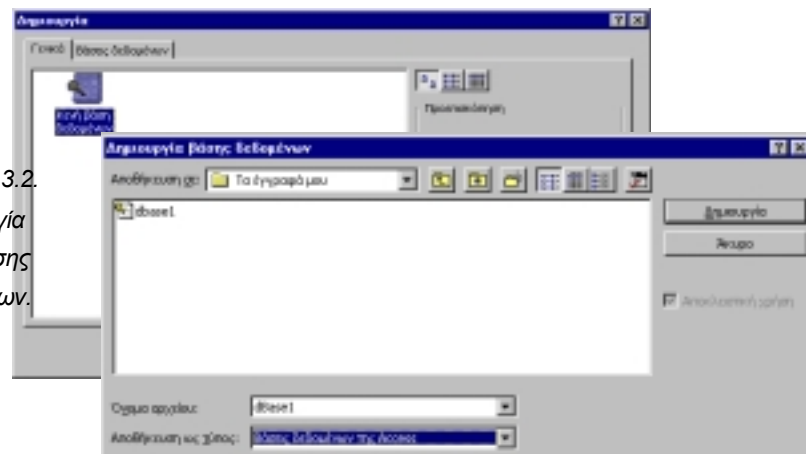 Δημιουργία
Γενικά Βάσεις δεδομένων
Κενή βάση
δεδομένων
Προεπισκόπηση
3.2.
γία
σης
ων.
Δημιουργία βάσης δεδομένων
Αποθήκευση σε: Τα έγγραφά μου
dbase1
Δημιουργία
Άκυρο
Αποκλειστική χρήση
Όνομα αρχείου: dBase1
Αποθήκευση ως τύπος: Βάσεις δεδομένων της Access